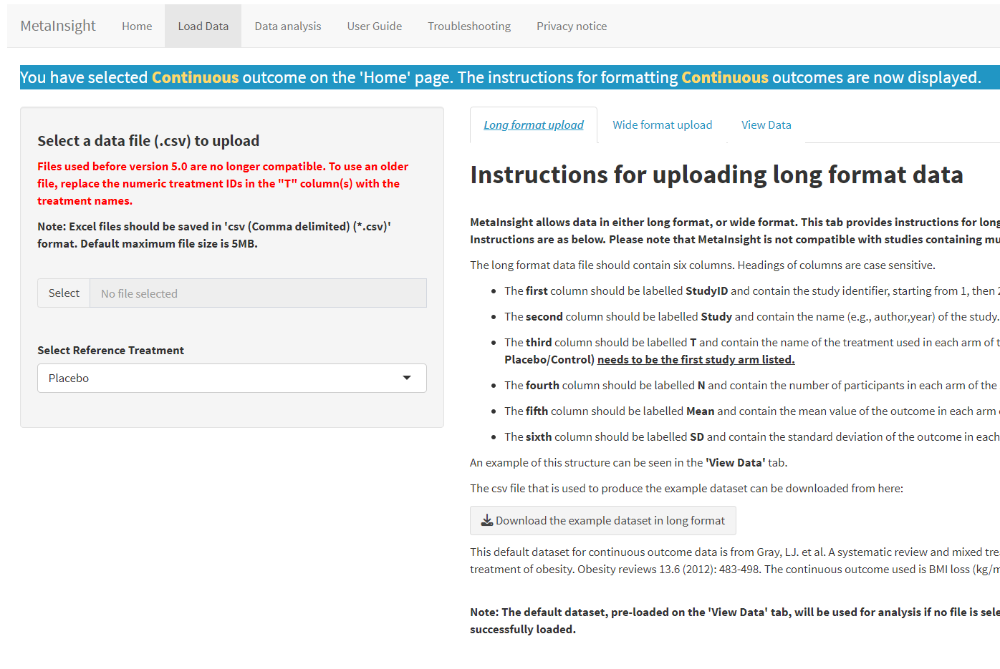 MetaInsight Home Load Data Data analysis User Guide Troubleshooting Privacy notice
You have selected Continuous outcome on the 'Home' page. The instructions for formatting Continuous outcomes are now displayed.
Select a data file (.csv) to upload
Files used before version 5.0 are no longer compatible. To use an older
file, replace the numeric treatment IDs in the "T" column(s) with the
treatment names.
Note: Excel files should be saved in 'csv (Comma delimited) (*.csv)'
format. Default maximum file size is 5MB.
Select No file selected
Select Reference Treatment
Placebo
Long format upload Wide format upload View Data
Instructions for uploading long format data
MetaInsight allows data in either long format, or wide format. This tab provides instructions for long
Instructions are as below. Please note that MetaInsight is not compatible with studies containing mu
The long format data file should contain six columns. Headings of columns are case sensitive.
The first column should be labelled StudyID and contain the study identifier, starting from 1, then 2
The second column should be labelled Study and contain the name (e.g., author,year) of the study.
The third column should be labelled T and contain the name of the treatment used in each arm of t
Placebo/Control) needs to be the first study arm listed.
The fourth column should be labelled N and contain the number of participants in each arm of the
The fifth column should be labelled Mean and contain the mean value of the outcome in each arm
The sixth column should be labelled SD and contain the standard deviation of the outcome in each
An example of this structure can be seen in the 'View Data' tab.
The csv file that is used to produce the example dataset can be downloaded from here:
Download the example dataset in long format
This default dataset for continuous outcome data is from Gray, LJ. et al. A systematic review and mixed trea
treatment of obesity. Obesity reviews 13.6 (2012): 483-498. The continuous outcome used is BMI loss (kg/m
Note: The default dataset, pre-loaded on the 'View Data' tab, will be used for analysis if no file is sele
successfully loaded.